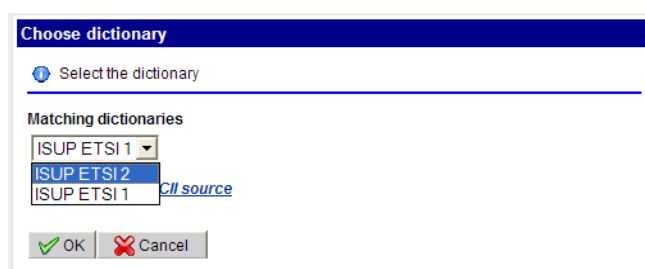 Choose dictionary
Select the dictionary
Matching dictionaries
ISUP ETSI 1
ISUP ETSI 2
ISUP ETSI 1
CII source
OK Cancel